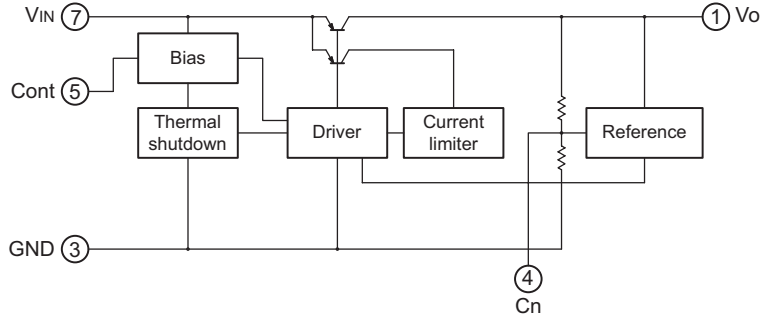 VIN 7
1 Vo
Bias
Cont 5
Thermal
shutdown
Driver
Current
limiter
Reference
GND 3
4
Cn